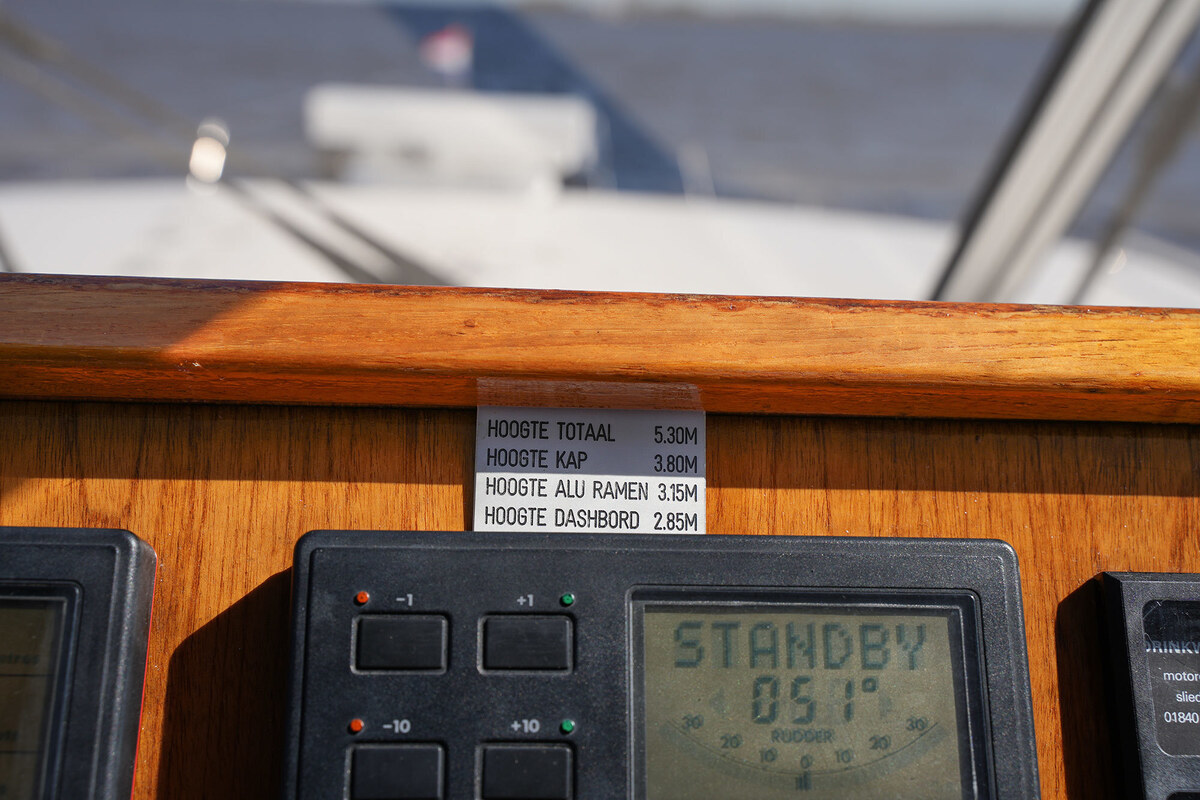 HOOGTE TOTAAL 5.30M
HOOGTE KAP 3.80M
HOOGTE ALU RAMEN 3.15M
HOOGTE DASHBORD 2.85M
-1 +1
-10 +10
STANDBY
051°
RUDDER
30 20 10 0 10 20 30
01840